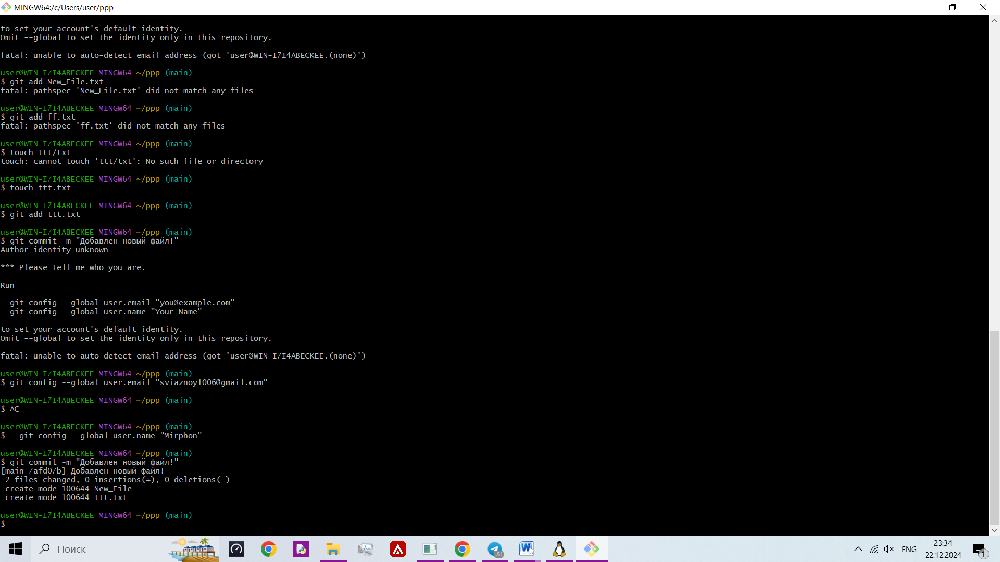 MINGW64:/c/Users/user/ppp
to set your account's default identity.
Omit --global to set the identity only in this repository.
fatal: unable to auto-detect email address (got 'user@WIN-I7I4ABECKEE.(none)')
user@WIN-I7I4ABECKEE MINGW64 ~/ppp (main)
$ git add New_File.txt
fatal: pathspec 'New_File.txt' did not match any files
user@WIN-I7I4ABECKEE MINGW64 ~/ppp (main)
$ git add ff.txt
fatal: pathspec 'ff.txt' did not match any files
user@WIN-I7I4ABECKEE MINGW64 ~/ppp (main)
$ touch ttt/txt
touch: cannot touch 'ttt/txt': No such file or directory
user@WIN-I7I4ABECKEE MINGW64 ~/ppp (main)
$ touch ttt.txt
user@WIN-I7I4ABECKEE MINGW64 ~/ppp (main)
$ git add ttt.txt
user@WIN-I7I4ABECKEE MINGW64 ~/ppp (main)
$ git commit -m "Добавлен новый файл!"
Author identity unknown
*** Please tell me who you are.
Run
git config --global user.email "you@example.com"
git config --global user.name "Your Name"
to set your account's default identity.
Omit --global to set the identity only in this repository.
fatal: unable to auto-detect email address (got 'user@WIN-I7I4ABECKEE.(none)')
user@WIN-I7I4ABECKEE MINGW64 ~/ppp (main)
$ git config --global user.email "sviaznoy1006@gmail.com"
user@WIN-I7I4ABECKEE MINGW64 ~/ppp (main)
$ ^C
user@WIN-I7I4ABECKEE MINGW64 ~/ppp (main)
$   git config --global user.name "Mirphon"
user@WIN-I7I4ABECKEE MINGW64 ~/ppp (main)
$ git commit -m "Добавлен новый файл!"
[main 7afd07b] Добавлен новый файл!
2 files changed, 0 insertions(+), 0 deletions(-)
create mode 100644 New_File
create mode 100644 ttt.txt
user@WIN-I7I4ABECKEE MINGW64 ~/ppp (main)
$
Поиск
51
W
ENG
23:34
22.12.2024
1